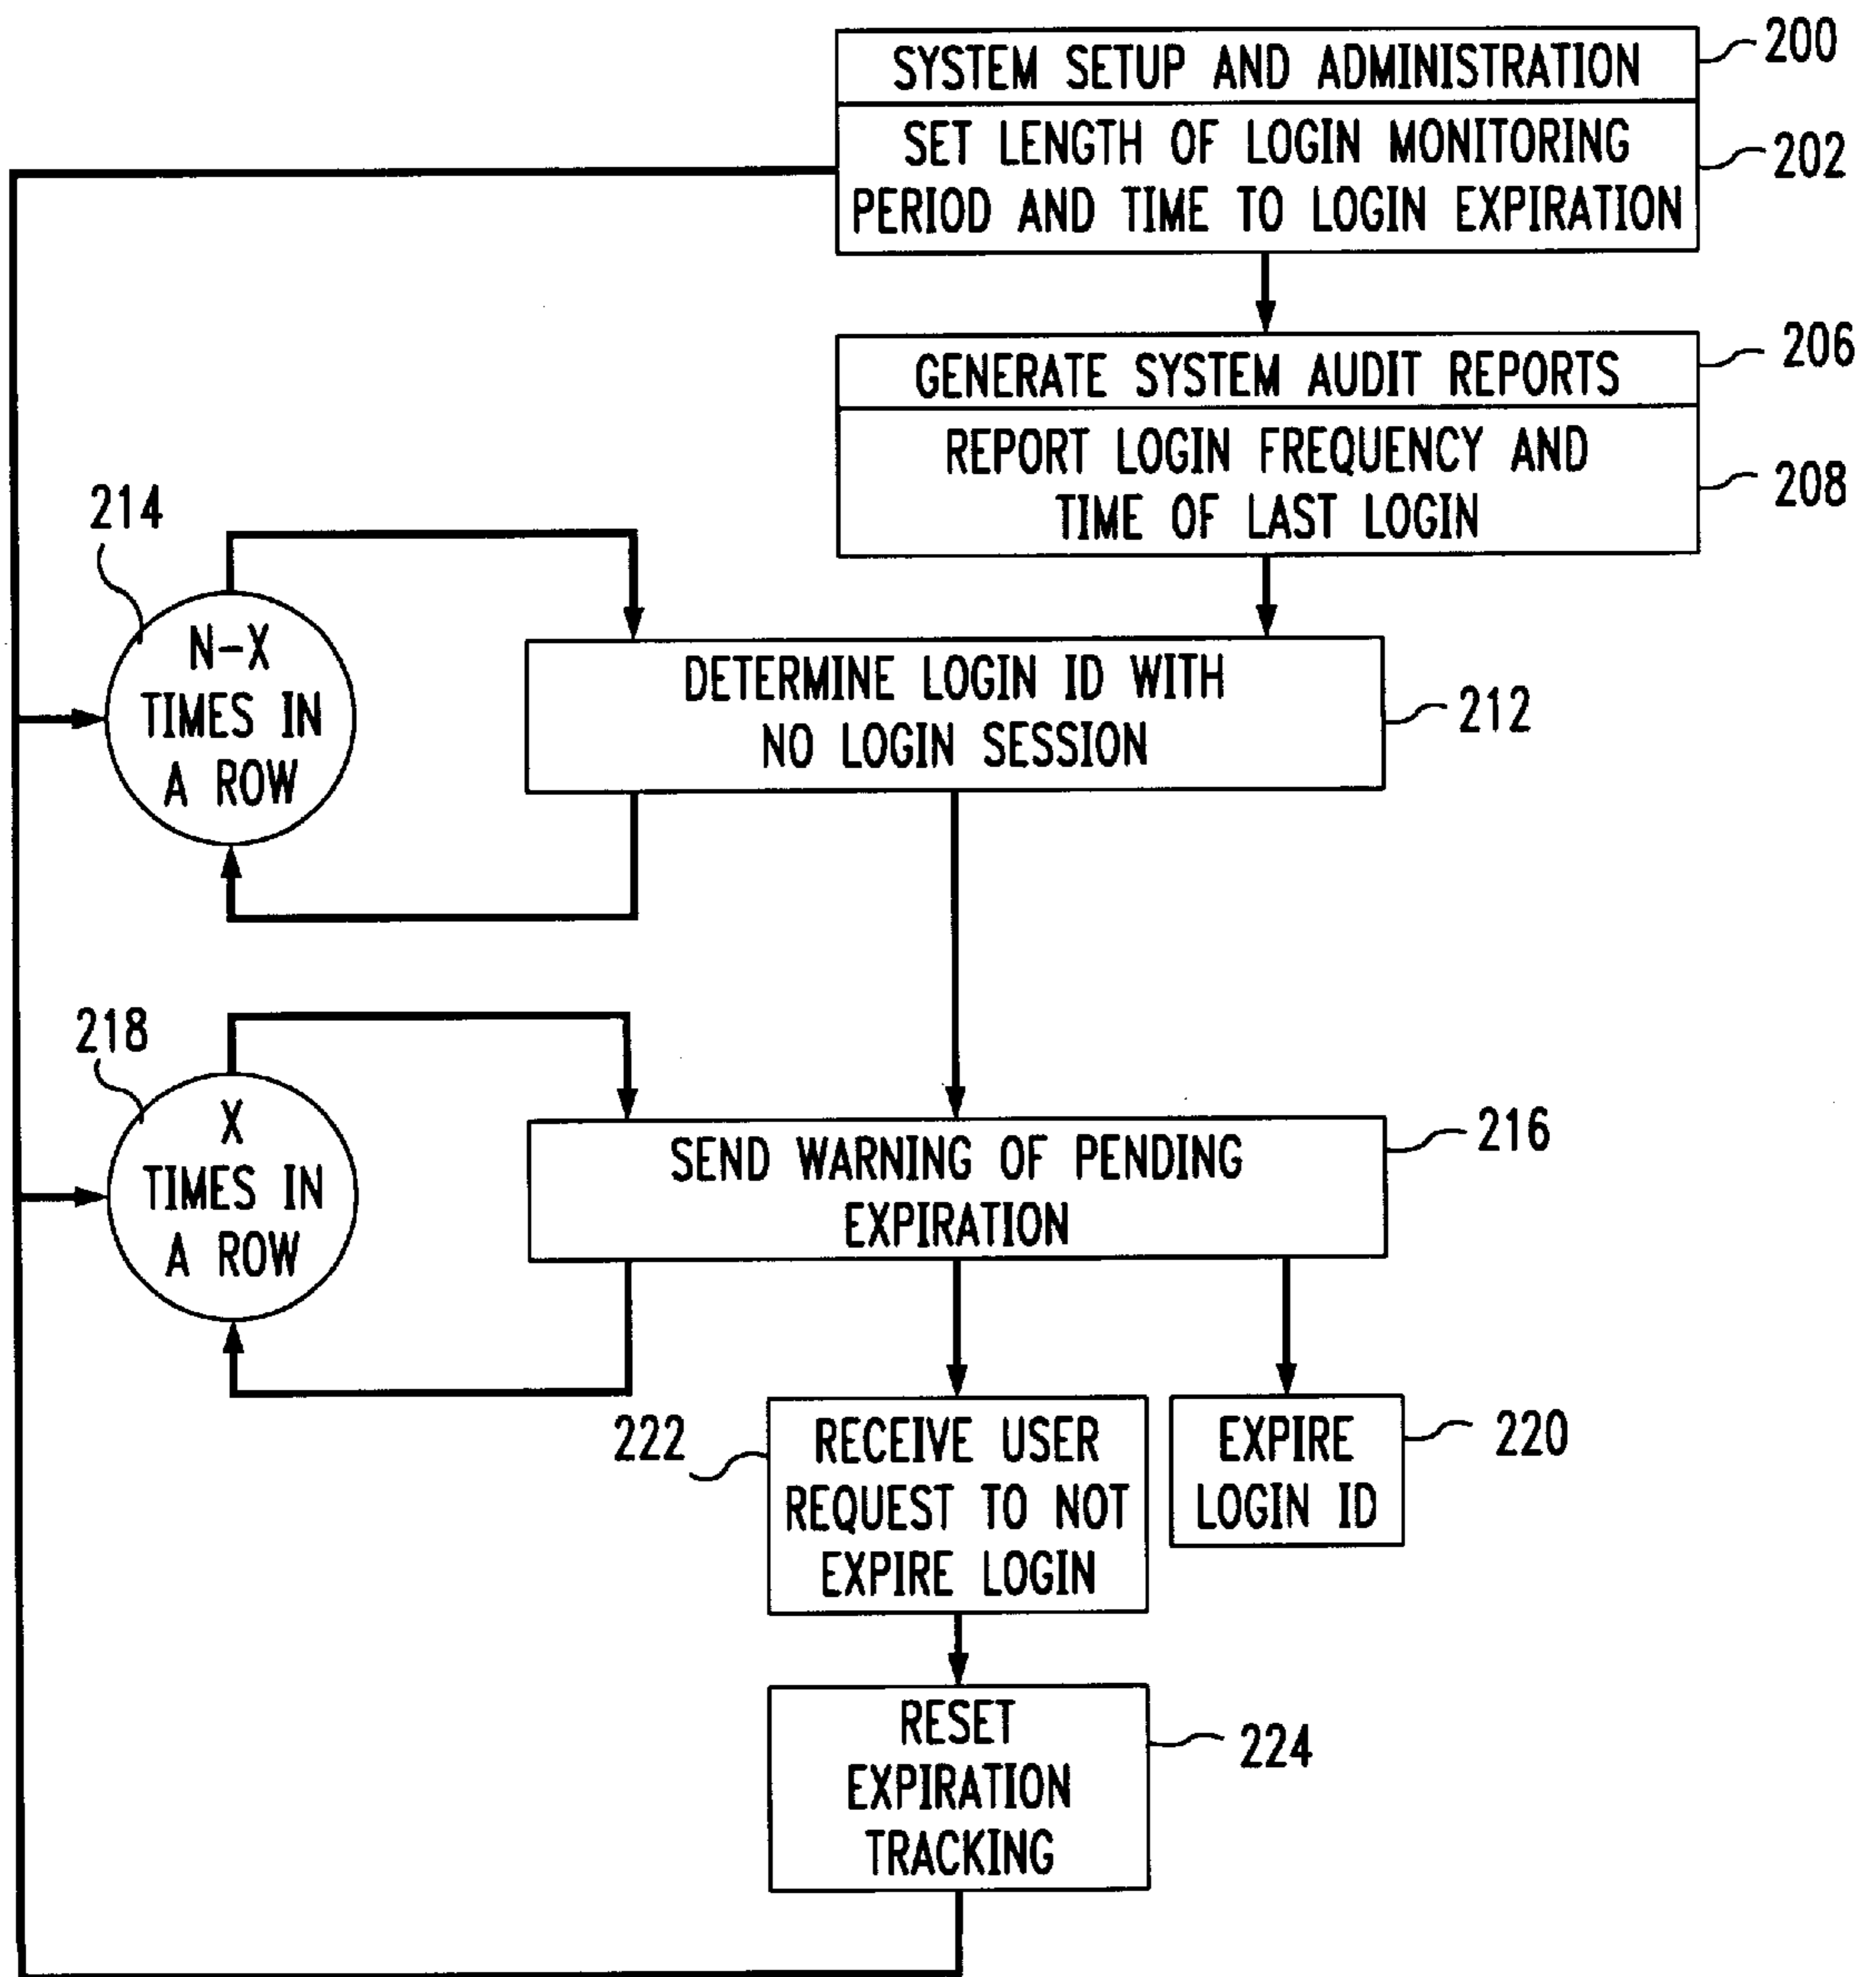 SYSTEM SETUP AND ADMINISTRATION
200
SET LENGTH OF LOGIN MONITORING
PERIOD AND TIME TO LOGIN EXPIRATION
202
GENERATE SYSTEM AUDIT REPORTS
206
REPORT LOGIN FREQUENCY AND
TIME OF LAST LOGIN
208
214
N-X
TIMES IN
A ROW
DETERMINE LOGIN ID WITH
NO LOGIN SESSION
212
218
X
TIMES IN
A ROW
SEND WARNING OF PENDING
EXPIRATION
216
222
RECEIVE USER
REQUEST TO NOT
EXPIRE LOGIN
EXPIRE
LOGIN ID
220
RESET
EXPIRATION
TRACKING
224